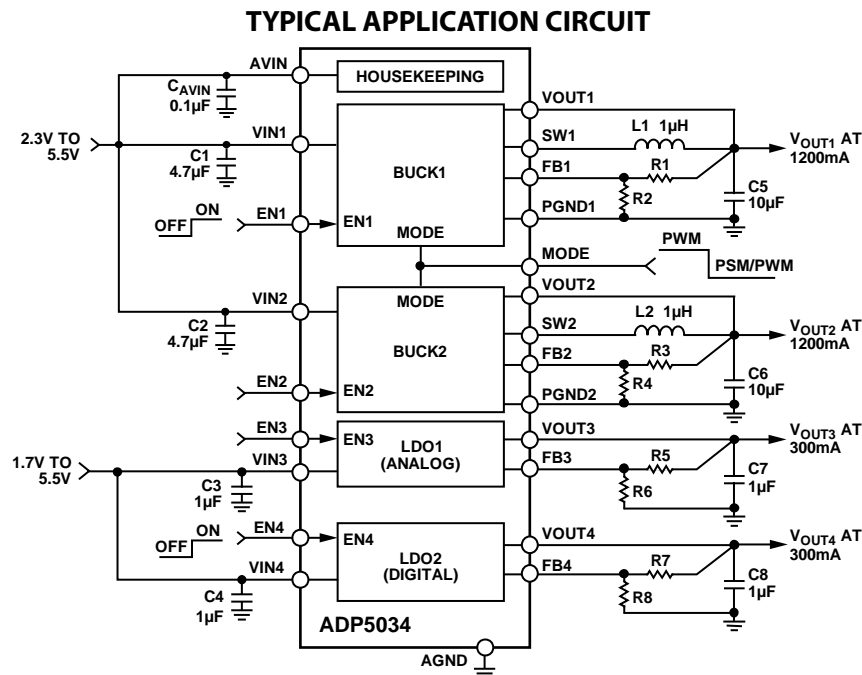 TYPICAL APPLICATION CIRCUIT
AVIN
HOUSEKEEPING
CAVIN
0.1µF
VOUT1
2.3V TO
5.5V
VIN1
C1
4.7µF
BUCK1
SW1
L1 1µH
VOUT1 AT
1200mA
FB1
R1
R2
C5
10µF
OFF
ON
EN1
EN1
PGND1
MODE
MODE
PWM
PSM/PWM
VIN2
MODE
VOUT2
C2
4.7µF
BUCK2
SW2
L2 1µH
VOUT2 AT
1200mA
FB2
R3
R4
C6
10µF
EN2
EN2
PGND2
EN3
EN3
LDO1
(ANALOG)
VOUT3
VOUT3 AT
300mA
1.7V TO
5.5V
VIN3
FB3
R5
R6
C7
1µF
C3
1µF
OFF
ON
EN4
EN4
LDO2
(DIGITAL)
VOUT4
VOUT4 AT
300mA
VIN4
FB4
R7
R8
C8
1µF
C4
1µF
ADP5034
AGND